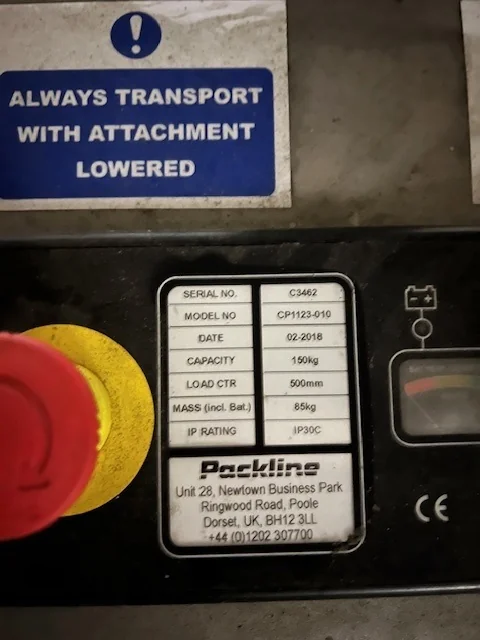 ALWAYS TRANSPORT
WITH ATTACHMENT
LOWERED
SERIAL NO. C3462
MODEL NO CP1123-010
DATE 02-2018
CAPACITY 150kg
LOAD CTR 500mm
MASS (incl. Bat.) 85kg
IP RATING IP30C
Packline
Unit 28, Newtown Business Park
Ringwood Road, Poole
Dorset, UK, BH12 3LL
+44 (0)1202 307700
CE